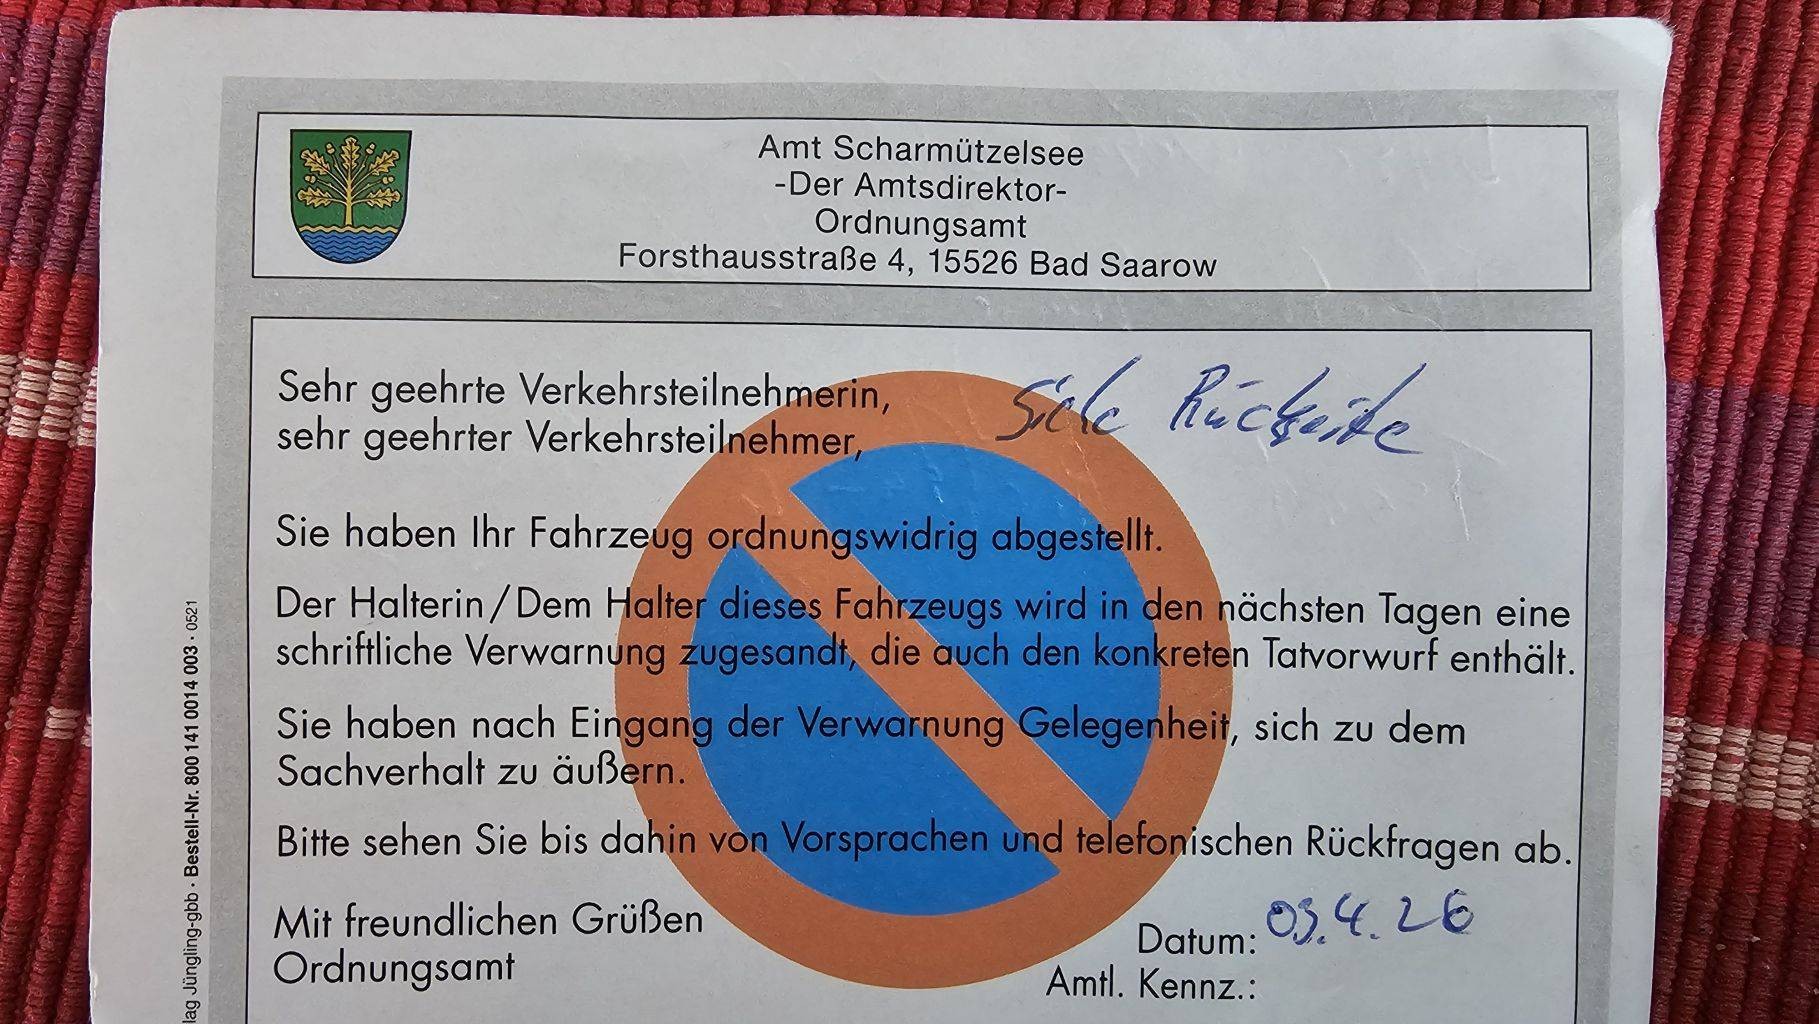 Amt Scharmützelsee
-Der Amtsdirektor-
Ordnungsamt
Forsthausstraße 4, 15526 Bad Saarow
Siehe Rückseite
Sehr geehrte Verkehrsteilnehmerin,
sehr geehrter Verkehrsteilnehmer,
Sie haben Ihr Fahrzeug ordnungswidrig abgestellt.
Der Halterin/Dem Halter dieses Fahrzeugs wird in den nächsten Tagen eine
schriftliche Verwarnung zugesandt, die auch den konkreten Tatvorwurf enthält.
Sie haben nach Eingang der Verwarnung Gelegenheit, sich zu dem
Sachverhalt zu äußern.
Bitte sehen Sie bis dahin von Vorsprachen und telefonischen Rückfragen ab.
Mit freundlichen Grüßen
Ordnungsamt
Datum: 03.4.26
Amtl. Kennz.:
lag Jüngling-gbb · Bestell-Nr. 800 141 0014 003 · 0521